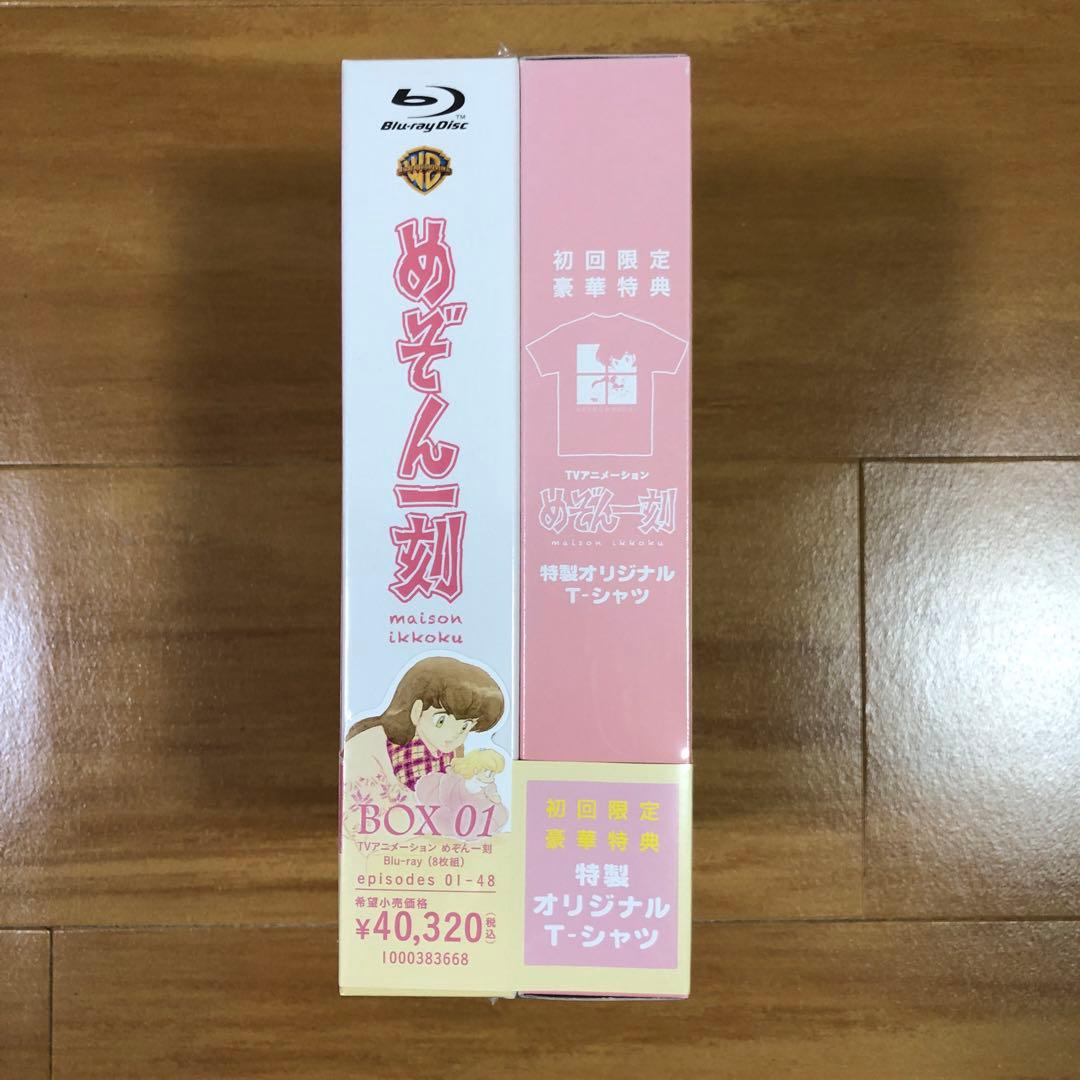 Blu-ray Disc
TM
めぞん一刻
maison
ikkoku
BOX 01
TVアニメーション めぞん一刻
Blu-ray (8枚組)
episodes 01-48
希望小売価格
¥40,320(税込)
1000383668
初回限定
豪華特典
TVアニメーション
めぞん一刻
maison ikkoku
特製オリジナル
T-シャツ
初回限定
豪華特典
特製
オリジナル
T-シャツ